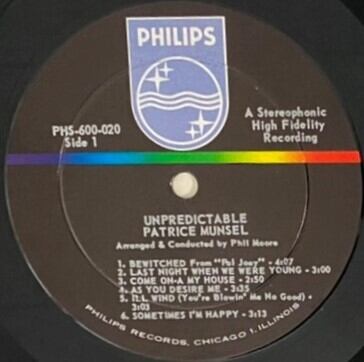 PHILIPS
PHS-600-020
Side 1
A Stereophonic
High Fidelity
Recording
UNPREDICTABLE
PATRICE MUNSEL
Arranged & Conducted by Phil Moore
1. BEWITCHED From "Pal Joey" - 4:07
2. LAST NIGHT WHEN WE WERE YOUNG - 3:00
3. COME ON-A MY HOUSE - 3:50
4. AS YOU DESIRE ME - 3:35
5. ILL WIND (You're Blowin' Me No Good) -
3:03
6. SOMETIMES I'M HAPPY - 3:13
PHILIPS RECORDS, CHICAGO 1, ILLINOIS